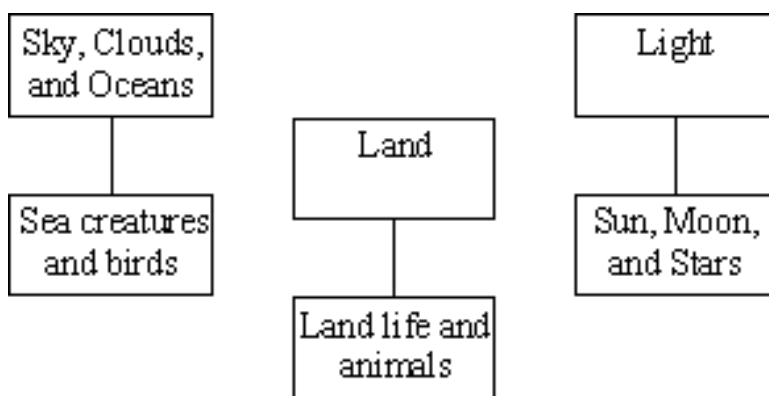 Sky, Clouds,
and Oceans
Light
Land
Sea creatures
and birds
Sun, Moon,
and Stars
Land life and
animals